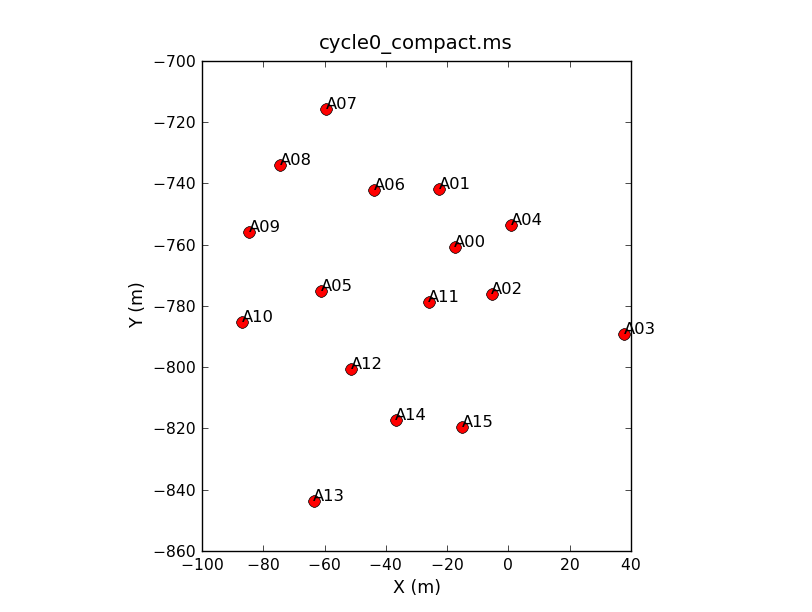 cycle0_compact.ms
−700
A07
−720
A08
−740
A06
A01
A04
A09
A00
−760
A05
A02
A11
−780
A10
A03
Y (m)
A12
−800
A14
A15
−820
A13
−840
−860
−100 −80 −60 −40 −20 0 20 40
X (m)